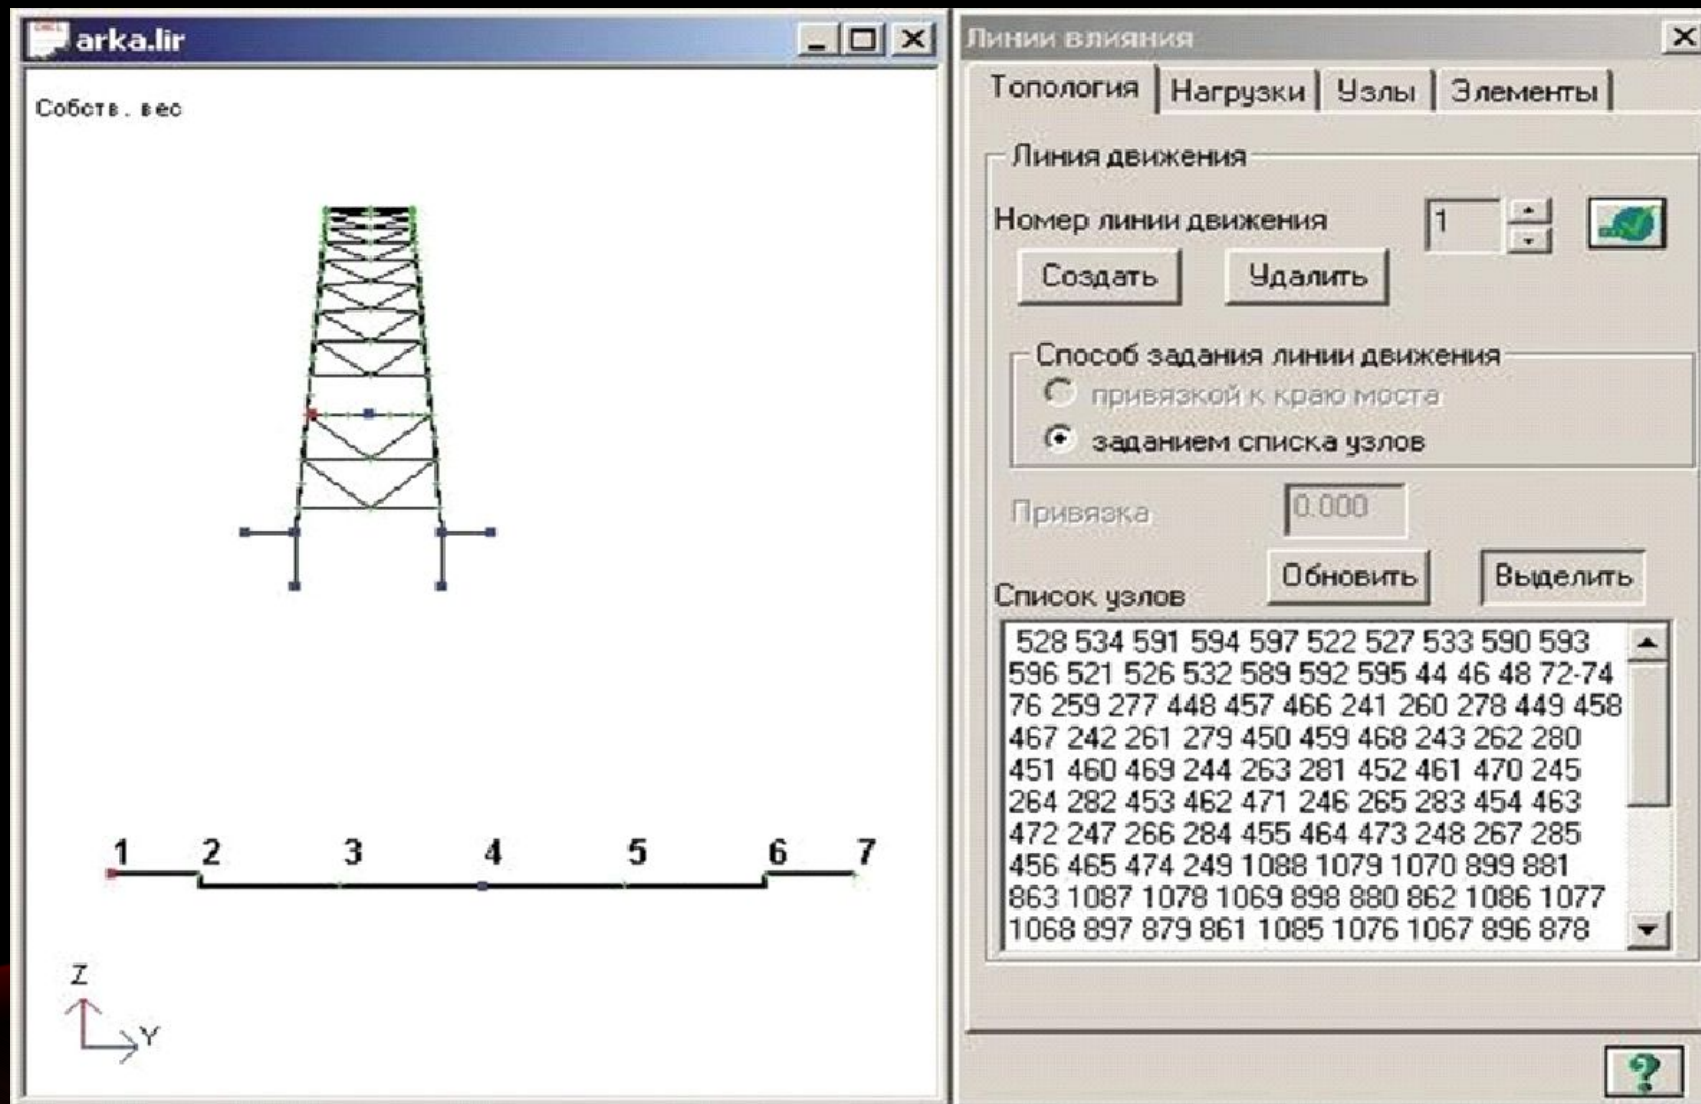 arka.lir
Собств. вес
1 2 3 4 5 6 7
Z
Y
Линии влияния
Топология Нагрузки Узлы Элементы
Линия движения
Номер линии движения 1
Создать Удалить
Способ задания линии движения
привязкой к краю моста
заданием списка узлов
Привязка 0.000
Обновить Выделить
Список узлов
528 534 591 594 597 522 527 533 590 593
596 521 526 532 589 592 595 44 46 48 72-74
76 259 277 448 457 466 241 260 278 449 458
467 242 261 279 450 459 468 243 262 280
451 460 469 244 263 281 452 461 470 245
264 282 453 462 471 246 265 283 454 463
472 247 266 284 455 464 473 248 267 285
456 465 474 249 1088 1079 1070 899 881
863 1087 1078 1069 898 880 862 1086 1077
1068 897 879 861 1085 1076 1067 896 878
?